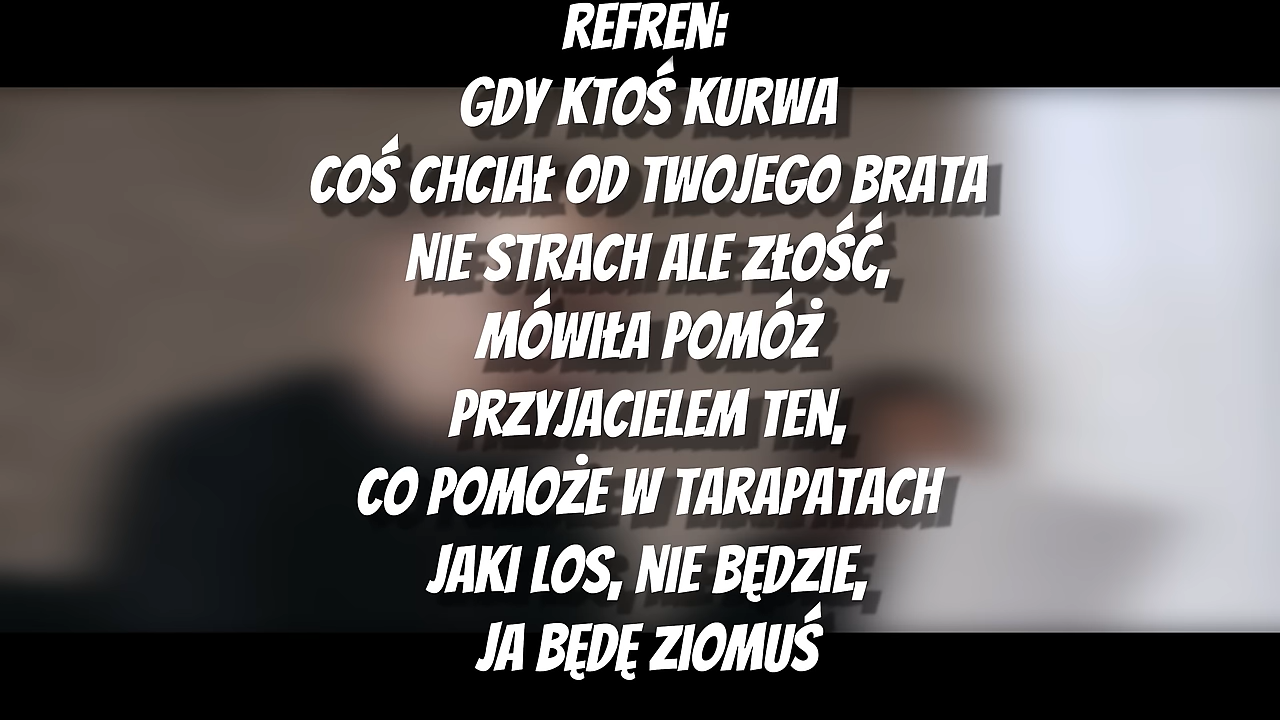 REFREN:
GDY KTOŚ KURWA
COŚ CHCIAŁ OD TWOJEGO BRATA
NIE STRACH ALE ZŁOŚĆ,
MÓWIŁA POMÓŻ
PRZYJACIELEM TEN,
CO POMOŻE W TARAPATACH
JAKI LOS, NIE BĘDZIE,
JA BĘDĘ ZIOMUŚ